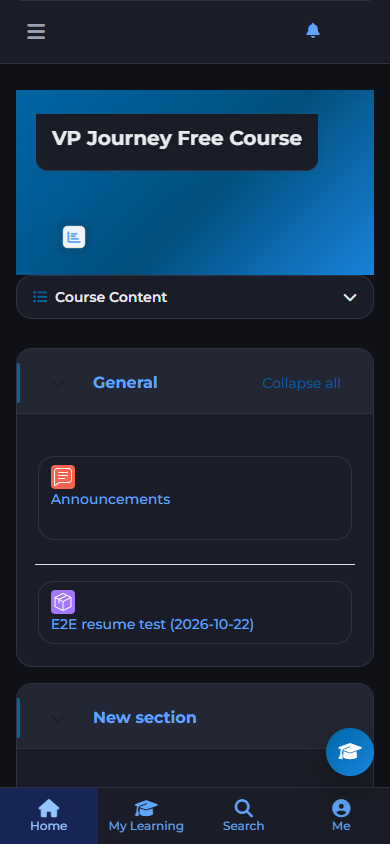 VP Journey Free Course
Course Content
General
Collapse all
Announcements
E2E resume test (2026-10-22)
New section
Home
My Learning
Search
Me